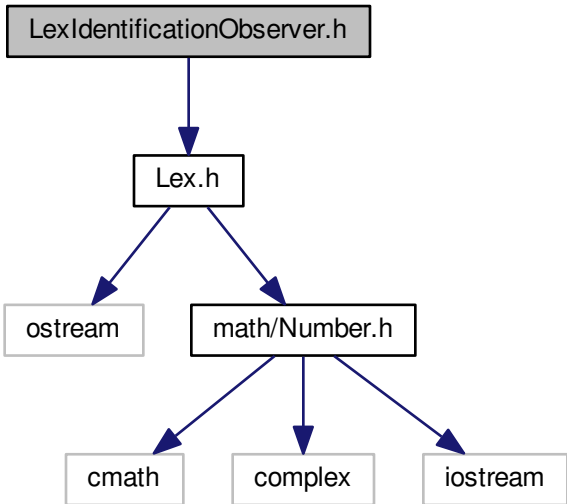 LexIdentificationObserver.h
Lex.h
ostream
math/Number.h
cmath
complex
iostream